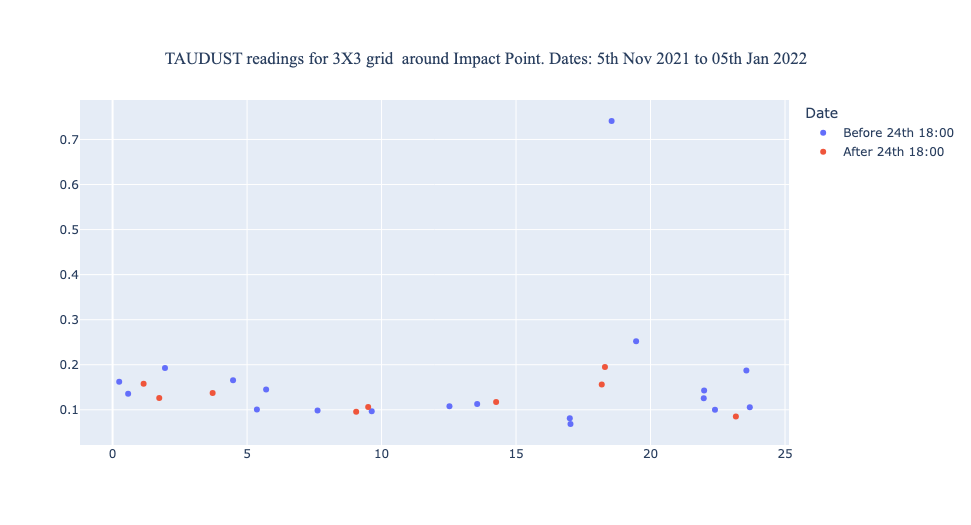 TAUDUST readings for 3X3 grid  around Impact Point. Dates: 5th Nov 2021 to 05th Jan 2022
Date
Before 24th 18:00
After 24th 18:00
0.7
0.6
0.5
0.4
0.3
0.2
0.1
0 5 10 15 20 25